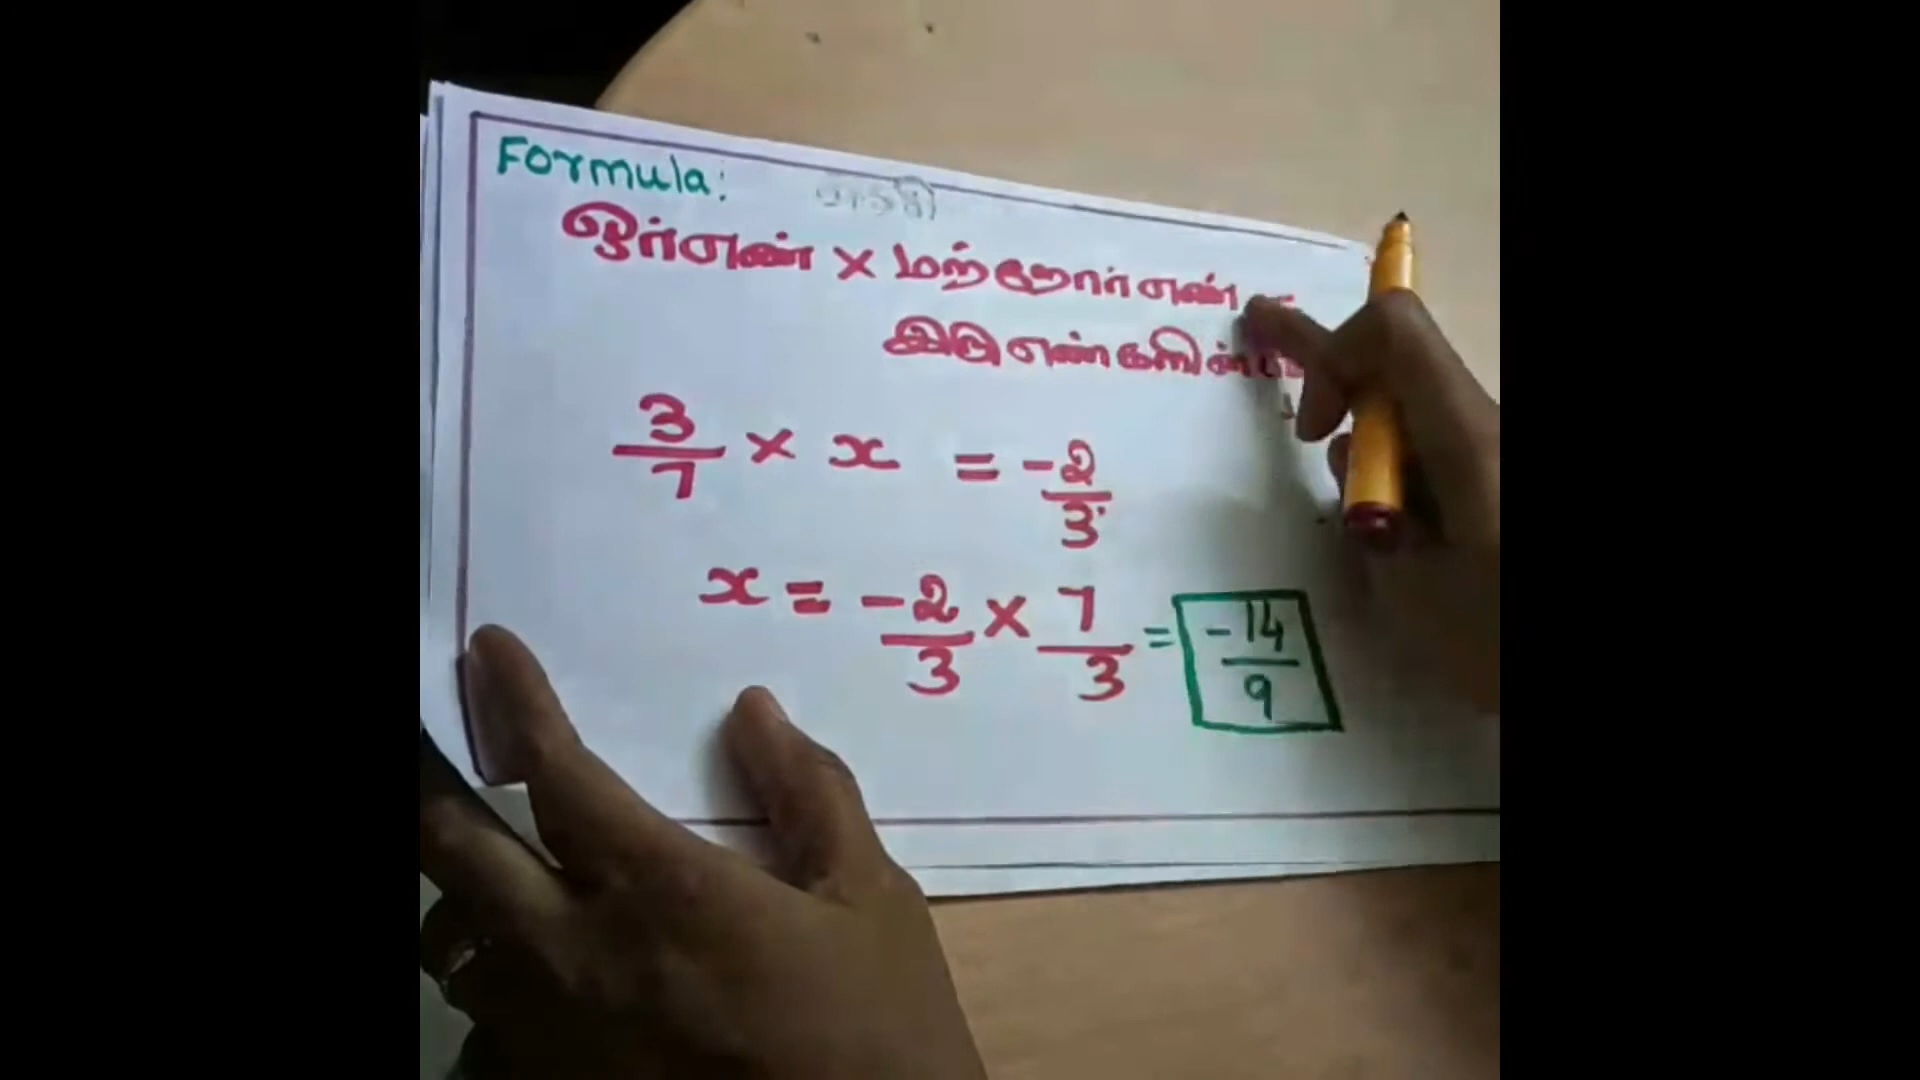 Formula:
ஓர்எண் × மற்றோர்எண் =
இரு எண்களின்
3/7 × x = -2/3
x = -2/3 × 7/3 = -14/9